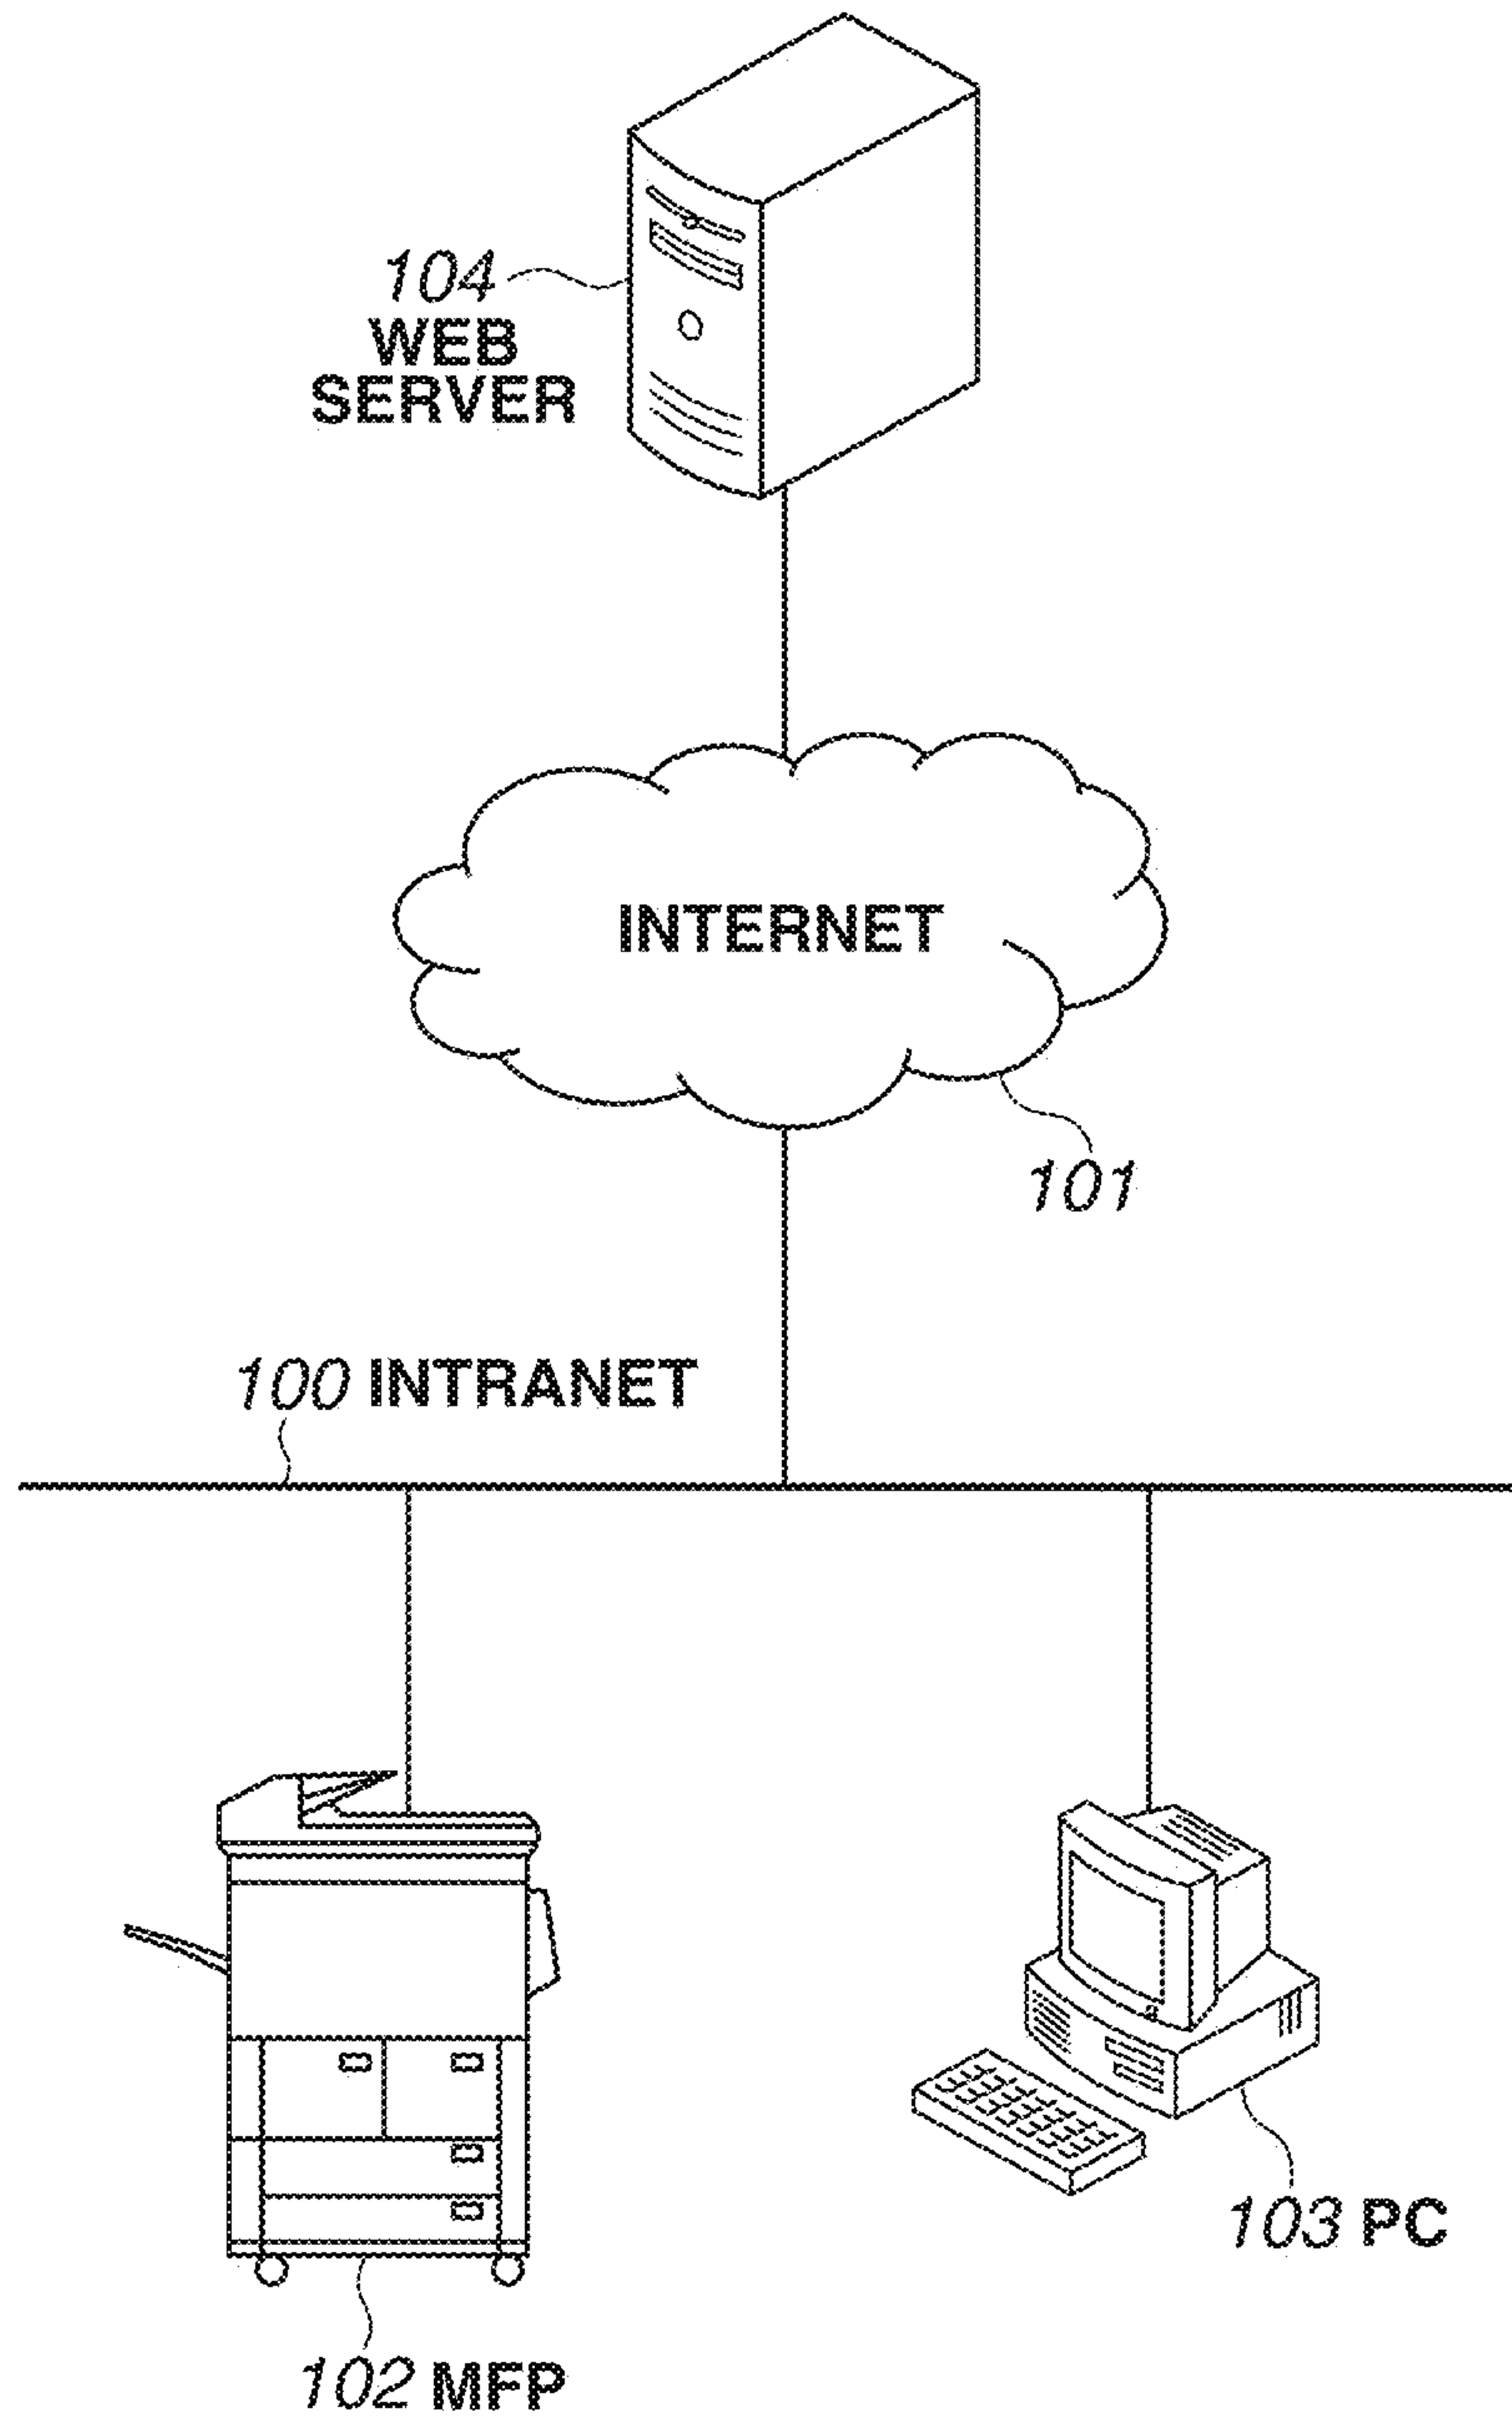 104
WEB
SERVER
INTERNET
101
100 INTRANET
103 PC
102 MFP